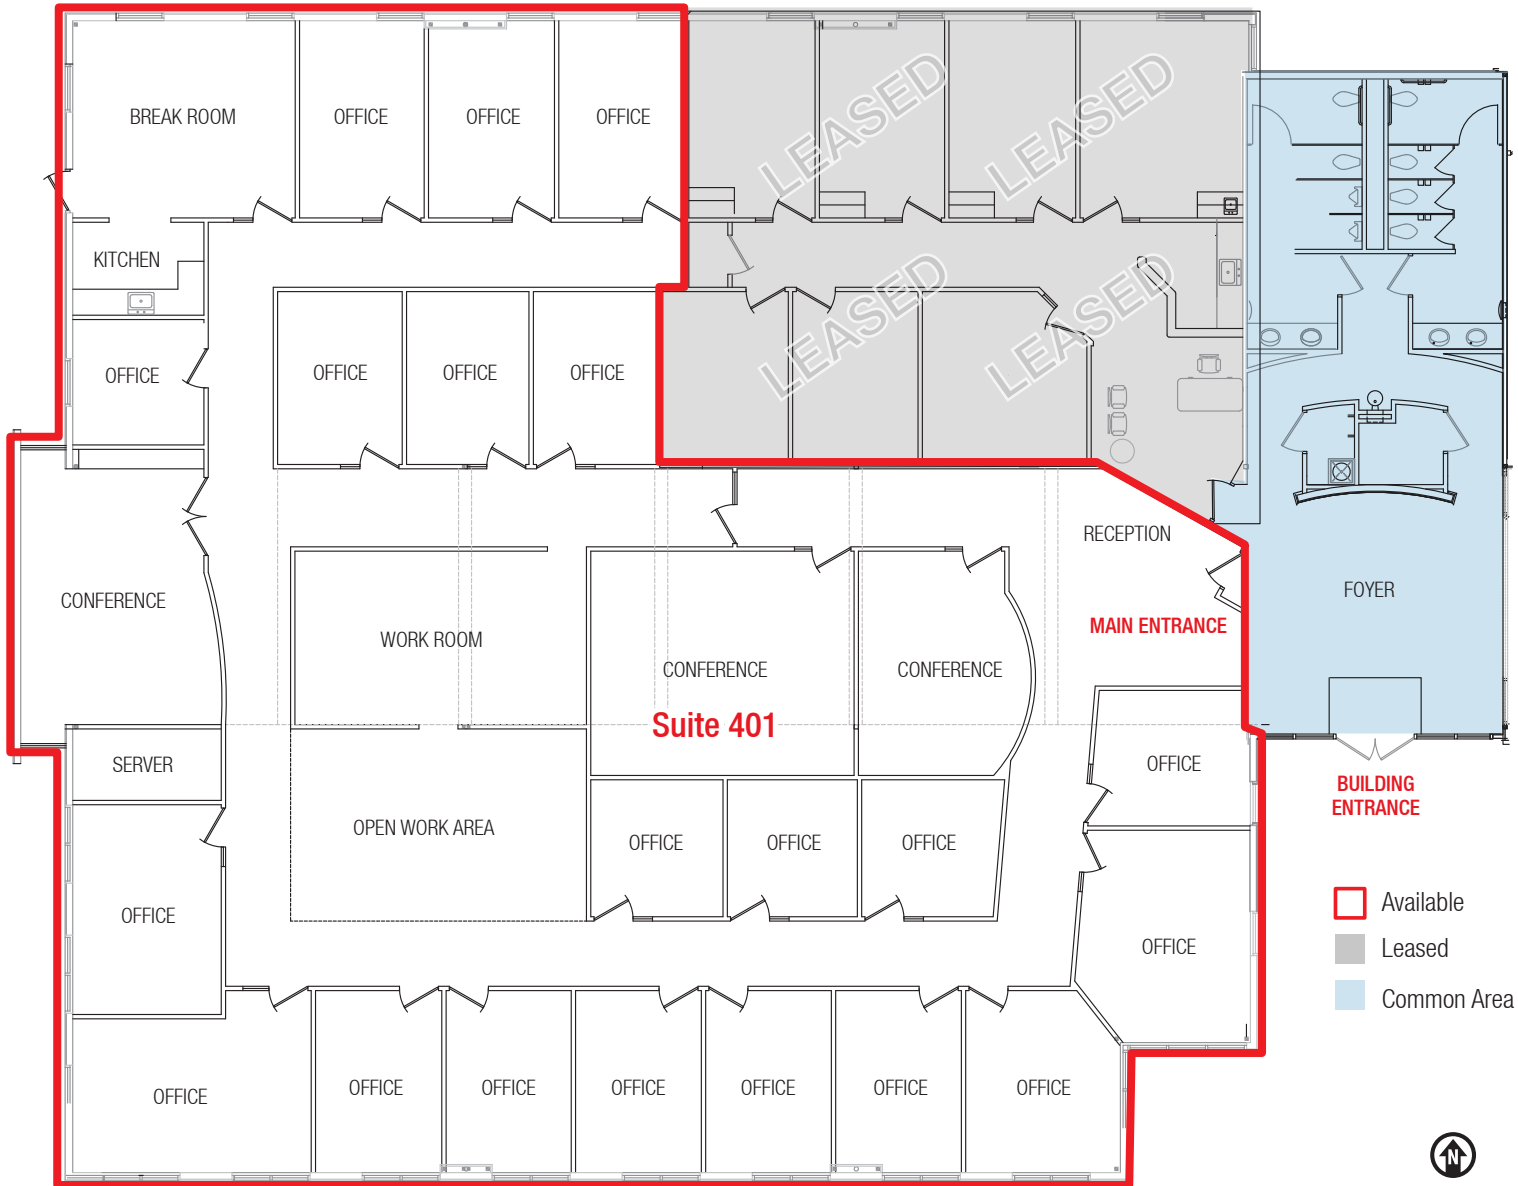 BREAK ROOM
OFFICE
OFFICE
OFFICE
LEASED
LEASED
KITCHEN
LEASED
LEASED
OFFICE
OFFICE
OFFICE
OFFICE
RECEPTION
CONFERENCE
FOYER
MAIN ENTRANCE
WORK ROOM
CONFERENCE
CONFERENCE
Suite 401
SERVER
OFFICE
BUILDING
ENTRANCE
OPEN WORK AREA
OFFICE
OFFICE
OFFICE
Available
OFFICE
OFFICE
Leased
Common Area
OFFICE
OFFICE
OFFICE
OFFICE
OFFICE
OFFICE
OFFICE
N